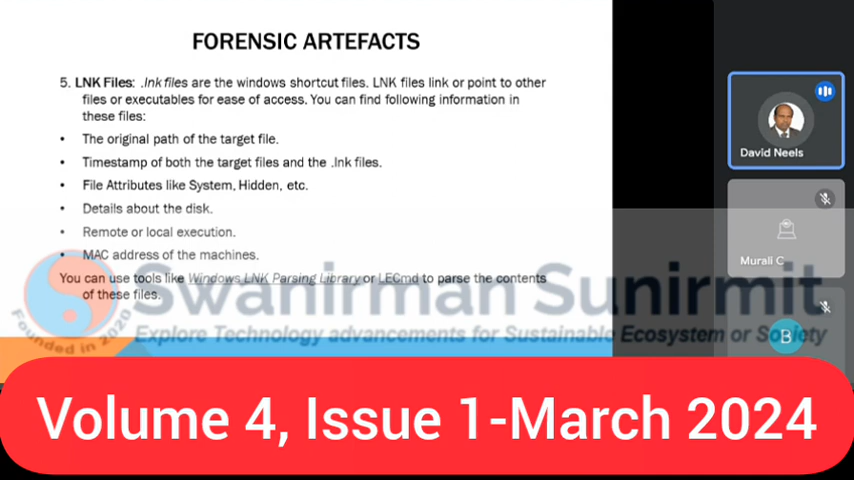 FORENSIC ARTEFACTS
5. LNK Files: .lnk files are the windows shortcut files. LNK files link or point to other
files or executables for ease of access. You can find following information in
these files:
• The original path of the target file.
• Timestamp of both the target files and the .lnk files.
• File Attributes like System, Hidden, etc.
• Details about the disk.
• Remote or local execution.
• MAC address of the machines.
You can use tools like Windows LNK Parsing Library or LECmd to parse the contents
of these files.
David Neels
Murali C
B
Swanirman Sunirmit
Explore Technology advancements for Sustainable Ecosystem or Society
Founded in 2020
Volume 4, Issue 1-March 2024